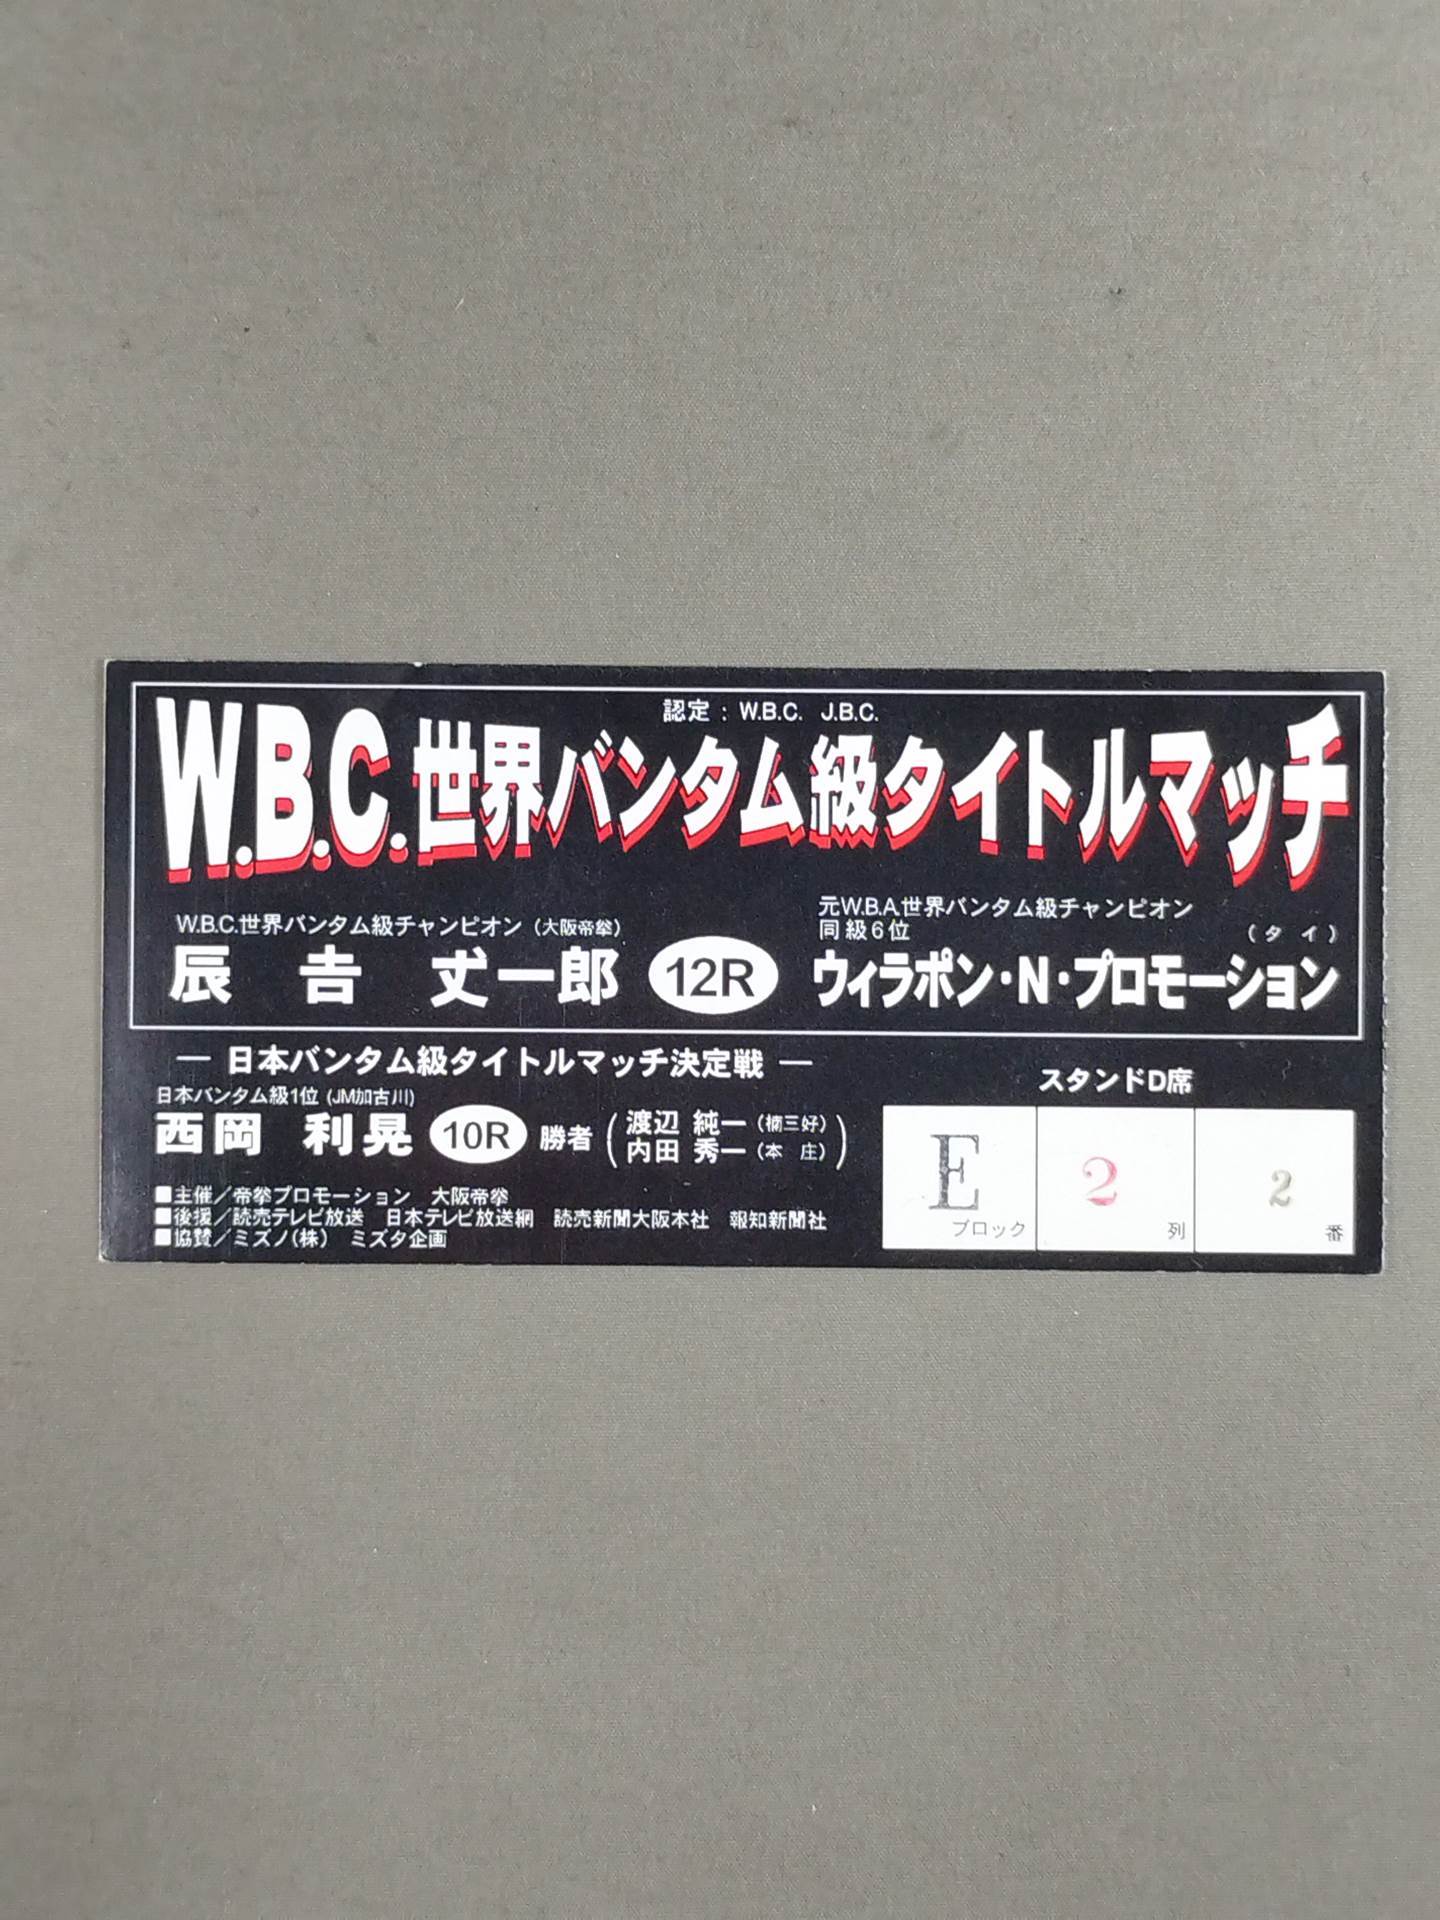 認定：W.B.C. J.B.C.
W.B.C.世界バンタム級タイトルマッチ
W.B.C.世界バンタム級チャンピオン（大阪帝拳）
辰𠮷 丈一郎
12R
元W.B.A.世界バンタム級チャンピオン
同級6位
（タイ）
ウィラポン・N・プロモーション
― 日本バンタム級タイトルマッチ決定戦 ―
日本バンタム級1位（JM加古川）
西岡 利晃
10R
勝者
渡辺 純一（楠三好）
内田 秀一（本 庄）
■主催／帝拳プロモーション 大阪帝拳
■後援／読売テレビ放送 日本テレビ放送網 読売新聞大阪本社 報知新聞社
■協賛／ミズノ（株） ミズタ企画
スタンドD席
E ブロック
2 列
2 番